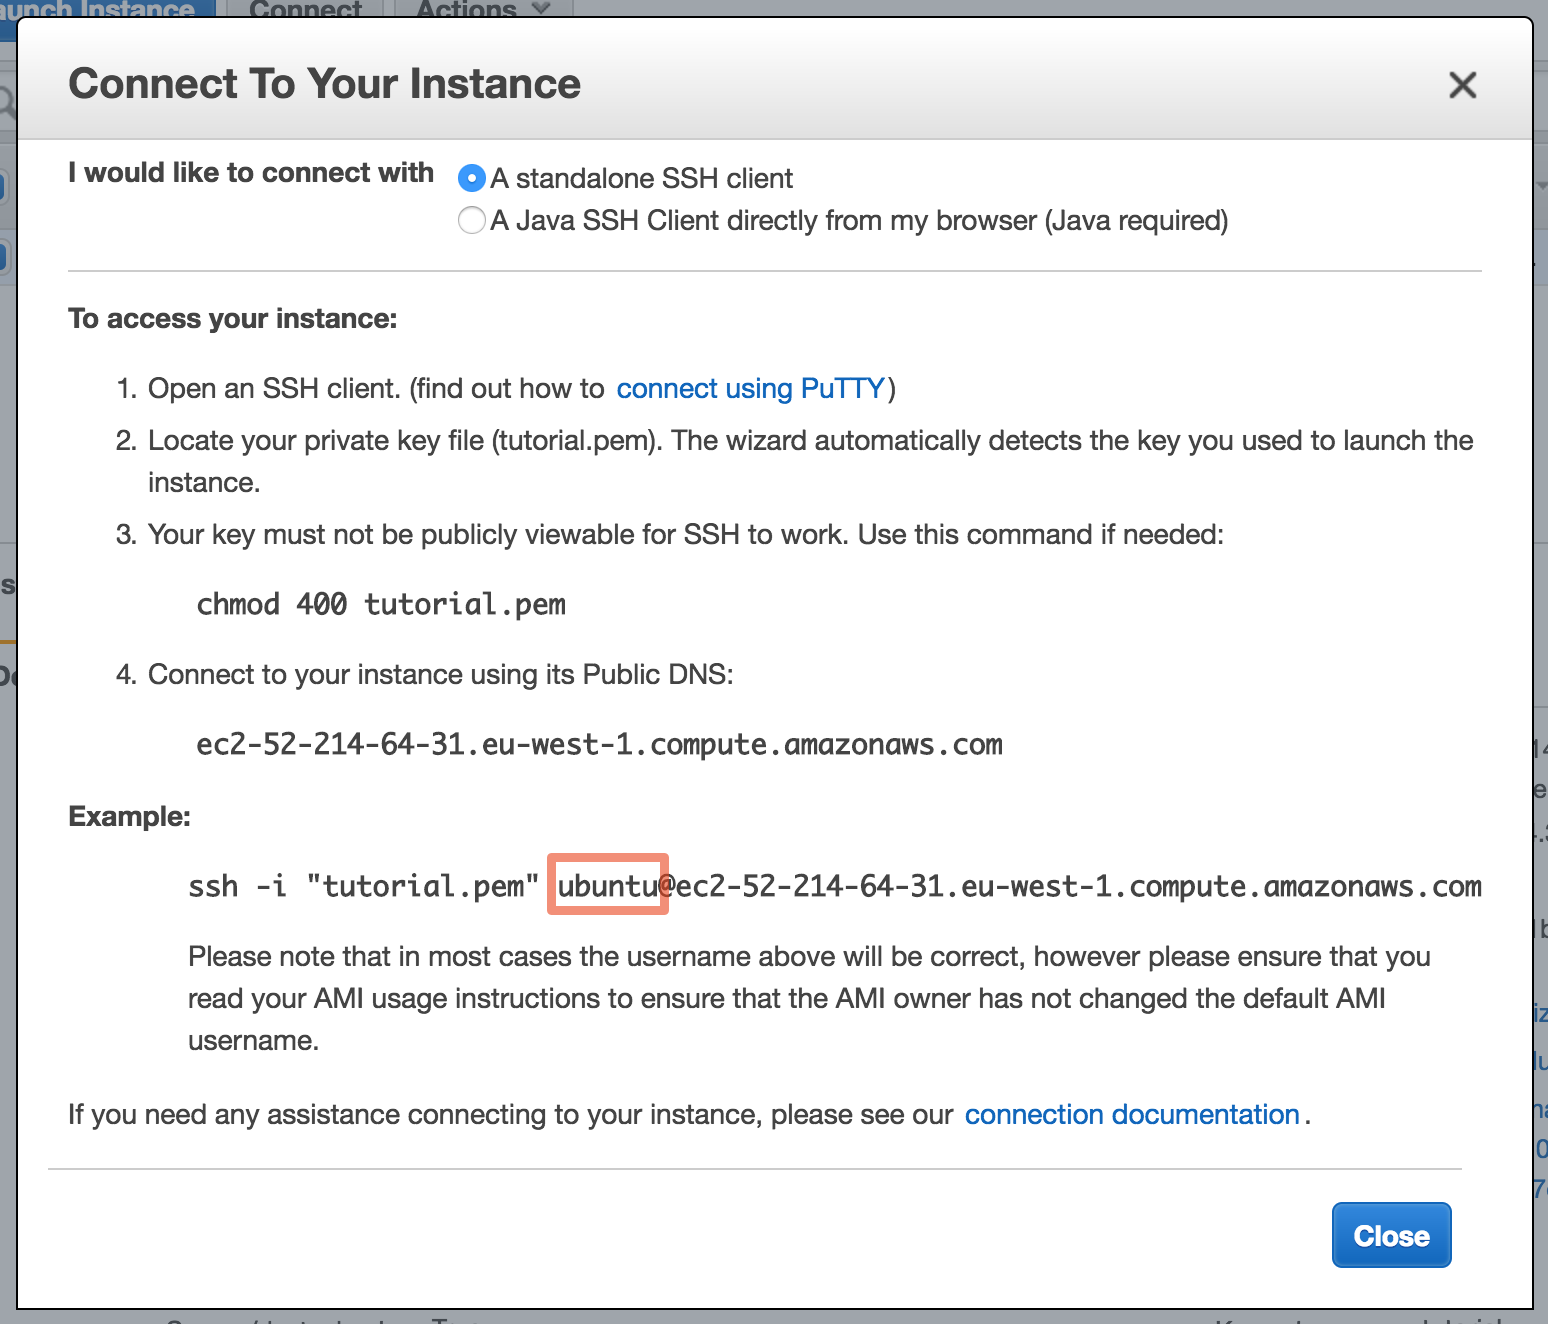 Launch Instance Connect Actions
Connect To Your Instance
I would like to connect with
A standalone SSH client
A Java SSH Client directly from my browser (Java required)
To access your instance:
1. Open an SSH client. (find out how to connect using PuTTY)
2. Locate your private key file (tutorial.pem). The wizard automatically detects the key you used to launch the
instance.
3. Your key must not be publicly viewable for SSH to work. Use this command if needed:
chmod 400 tutorial.pem
4. Connect to your instance using its Public DNS:
ec2-52-214-64-31.eu-west-1.compute.amazonaws.com
Example:
ssh -i "tutorial.pem" ubuntu@ec2-52-214-64-31.eu-west-1.compute.amazonaws.com
Please note that in most cases the username above will be correct, however please ensure that you
read your AMI usage instructions to ensure that the AMI owner has not changed the default AMI
username.
If you need any assistance connecting to your instance, please see our connection documentation.
Close